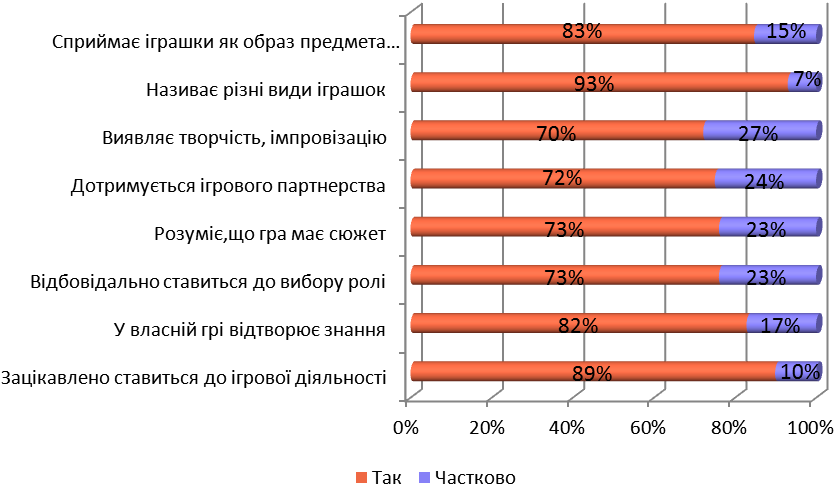 Сприймає іграшки як образ предмета… 83% 15%
Називає різні види іграшок 93% 7%
Виявляє творчість, імпровізацію 70% 27%
Дотримується ігрового партнерства 72% 24%
Розуміє,що гра має сюжет 73% 23%
Відбовідально ставиться до вибору ролі 73% 23%
У власній грі відтворює знання 82% 17%
Зацікавлено ставиться до ігрової діяльності 89% 10%
0% 20% 40% 60% 80% 100%
Так Частково